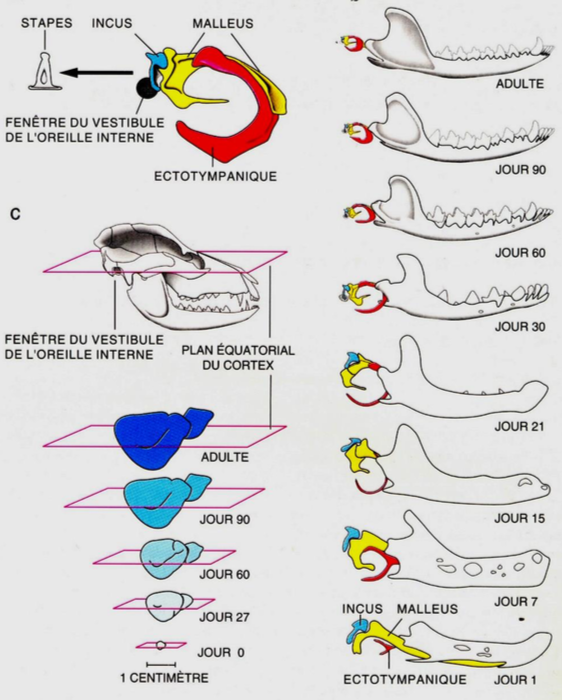 STAPES
INCUS
MALLEUS
FENÊTRE DU VESTIBULE
DE L'OREILLE INTERNE
ECTOTYMPANIQUE
C
FENÊTRE DU VESTIBULE
DE L'OREILLE INTERNE
PLAN ÉQUATORIAL
DU CORTEX
ADULTE
JOUR 90
JOUR 60
JOUR 27
JOUR 0
1 CENTIMÈTRE
ADULTE
JOUR 90
JOUR 60
JOUR 30
JOUR 21
JOUR 15
JOUR 7
INCUS
MALLEUS
ECTOTYMPANIQUE
JOUR 1